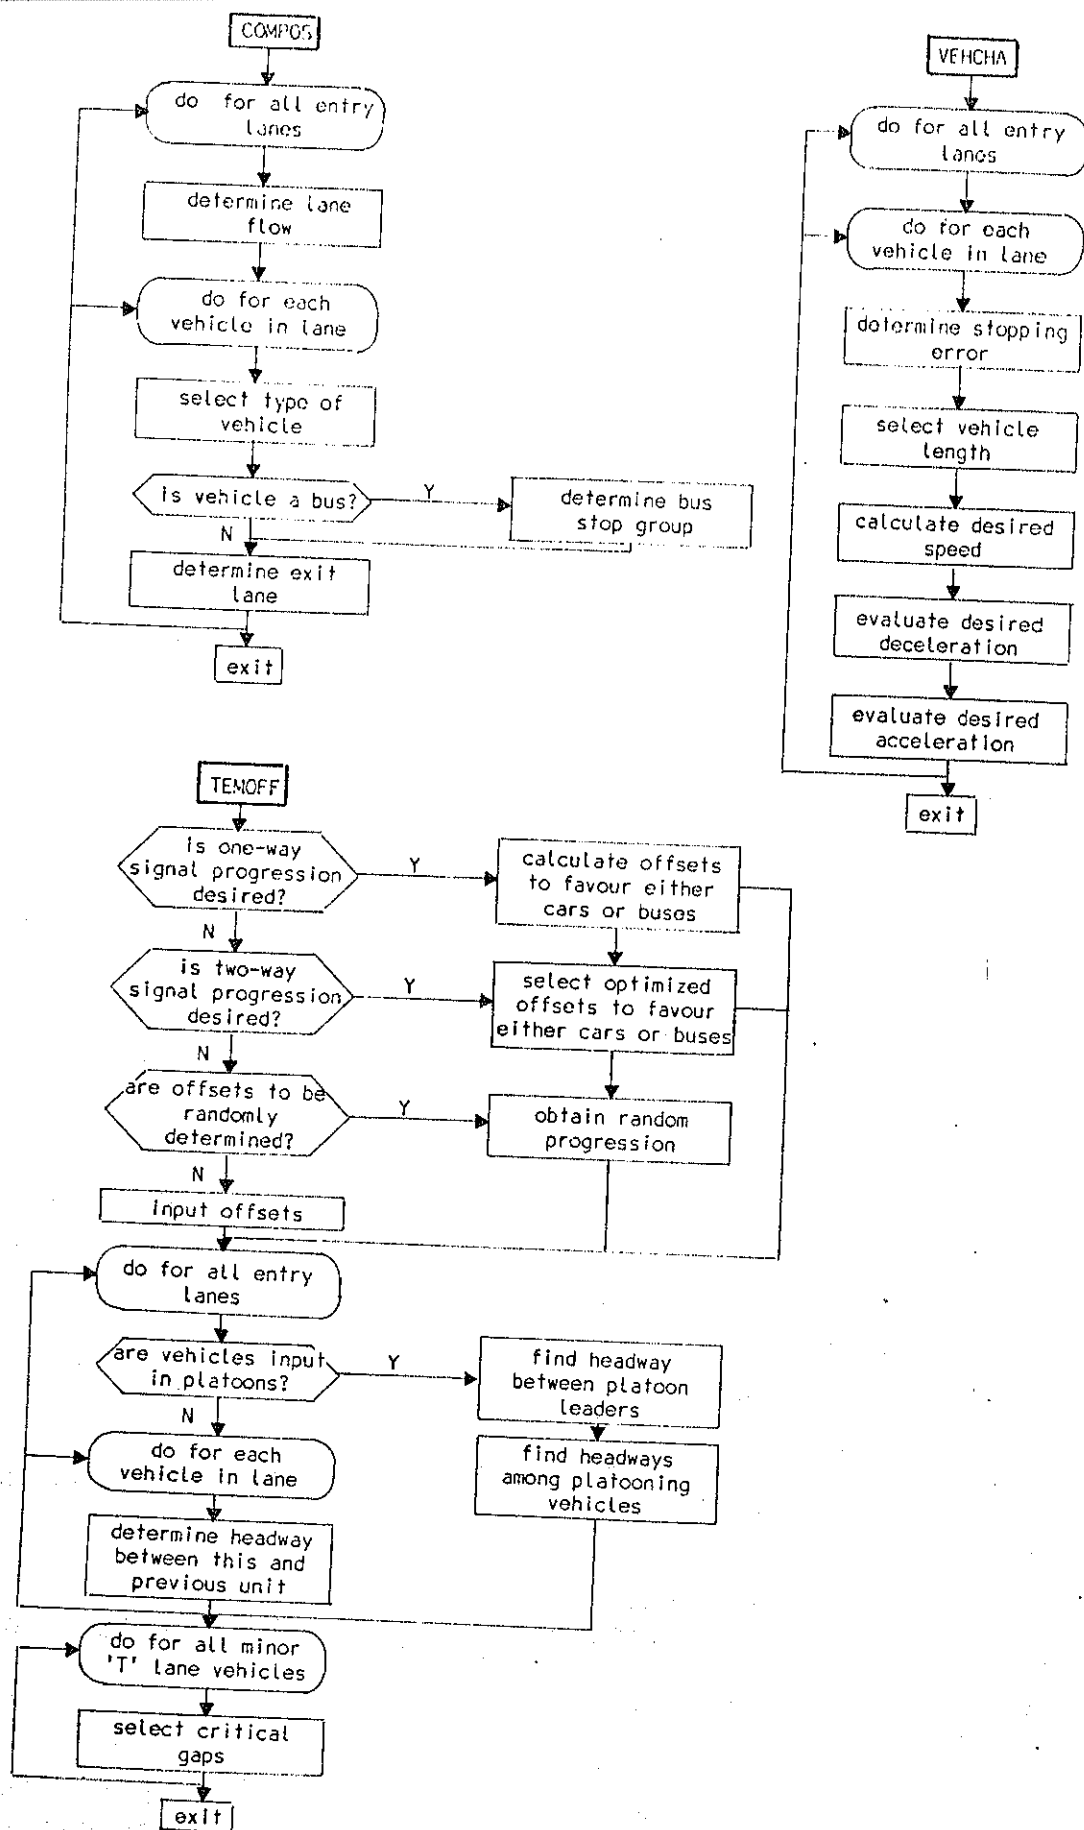 COMPOS
do for all entry
lanes
determine lane
flow
do for each
vehicle in lane
select type of
vehicle
is vehicle a bus?
Y
determine bus
stop group
N
determine exit
lane
exit
VEHCHA
do for all entry
lanes
do for each
vehicle in lane
determine stopping
error
select vehicle
length
calculate desired
speed
evaluate desired
deceleration
evaluate desired
acceleration
exit
TEMOFF
is one-way
signal progression
desired?
Y
calculate offsets
to favour either
cars or buses
N
is two-way
signal progression
desired?
Y
select optimized
offsets to favour
either cars or buses
N
are offsets to be
randomly
determined?
Y
obtain random
progression
N
input offsets
do for all entry
lanes
are vehicles input
in platoons?
Y
find headway
between platoon
leaders
N
do for each
vehicle in lane
find headways
among platooning
vehicles
determine headway
between this and
previous unit
do for all minor
'T' lane vehicles
select critical
gaps
exit